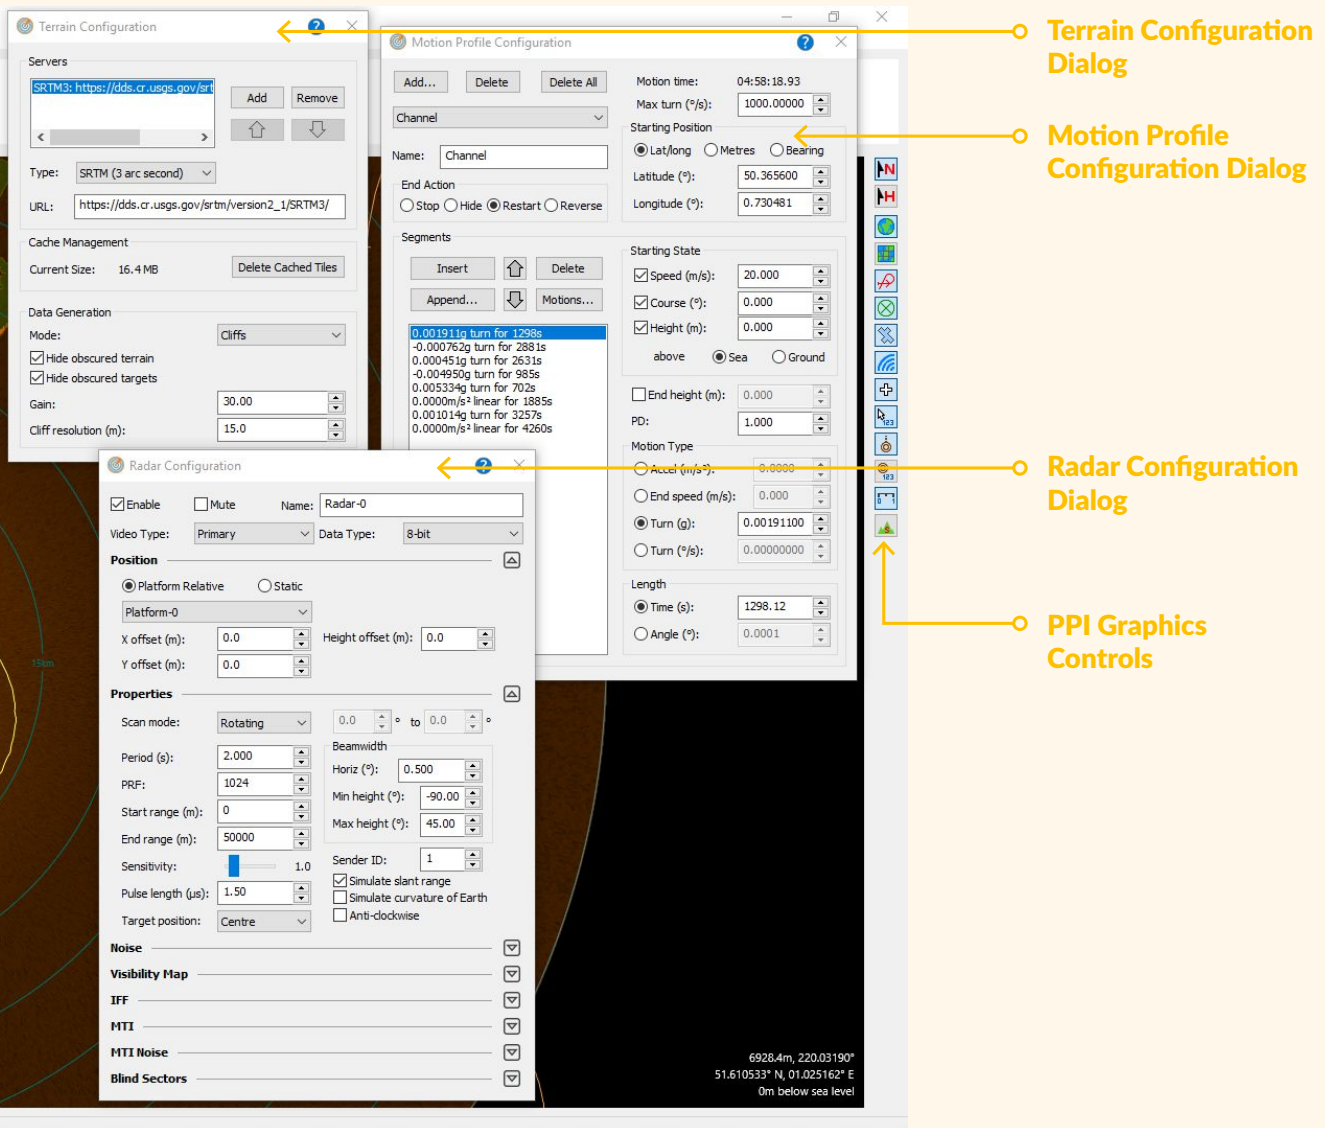 Terrain Configuration
?
Servers
SRTM3: https://dds.cr.usgs.gov/srt
Add
Remove
Type:
SRTM (3 arc second)
URL:
https://dds.cr.usgs.gov/srtm/version2_1/SRTM3/
Cache Management
Current Size: 16.4 MB
Delete Cached Tiles
Data Generation
Mode:
Cliffs
Hide obscured terrain
Hide obscured targets
Gain:
30.00
Cliff resolution (m):
15.0
Motion Profile Configuration
?
Add...
Delete
Delete All
Channel
Name:
Channel
End Action
Stop
Hide
Restart
Reverse
Segments
Insert
Delete
Append...
Motions...
0.001911g turn for 1298s
-0.000762g turn for 2881s
0.000451g turn for 2631s
-0.004950g turn for 985s
0.005334g turn for 702s
0.0000m/s² linear for 1885s
0.001014g turn for 3257s
0.0000m/s² linear for 4260s
Motion time: 04:58:18.93
Max turn (°/s): 1000.00000
Starting Position
Lat/long
Metres
Bearing
Latitude (°): 50.365600
Longitude (°): 0.730481
Starting State
Speed (m/s): 20.000
Course (°): 0.000
Height (m): 0.000
above
Sea
Ground
End height (m): 0.000
PD: 1.000
Motion Type
Accel (m/s²): 0.0000
End speed (m/s): 0.000
Turn (g): 0.00191100
Turn (°/s): 0.00000000
Length
Time (s): 1298.12
Angle (°): 0.0001
Radar Configuration
?
Enable
Mute
Name: Radar-0
Video Type: Primary
Data Type: 8-bit
Position
Platform Relative
Static
Platform-0
X offset (m): 0.0
Height offset (m): 0.0
Y offset (m): 0.0
Properties
Scan mode: Rotating
0.0 ° to 0.0 °
Period (s): 2.000
PRF: 1024
Start range (m): 0
End range (m): 50000
Sensitivity: 1.0
Pulse length (µs): 1.50
Target position: Centre
Beamwidth
Horiz (°): 0.500
Min height (°): -90.00
Max height (°): 45.00
Sender ID: 1
Simulate slant range
Simulate curvature of Earth
Anti-clockwise
Noise
Visibility Map
IFF
MTI
MTI Noise
Blind Sectors
15km
N
H
123
123
0 1
S
6928.4m, 220.03190°
51.610533° N, 01.025162° E
0m below sea level
Terrain Configuration
Dialog
Motion Profile
Configuration Dialog
Radar Configuration
Dialog
PPI Graphics
Controls